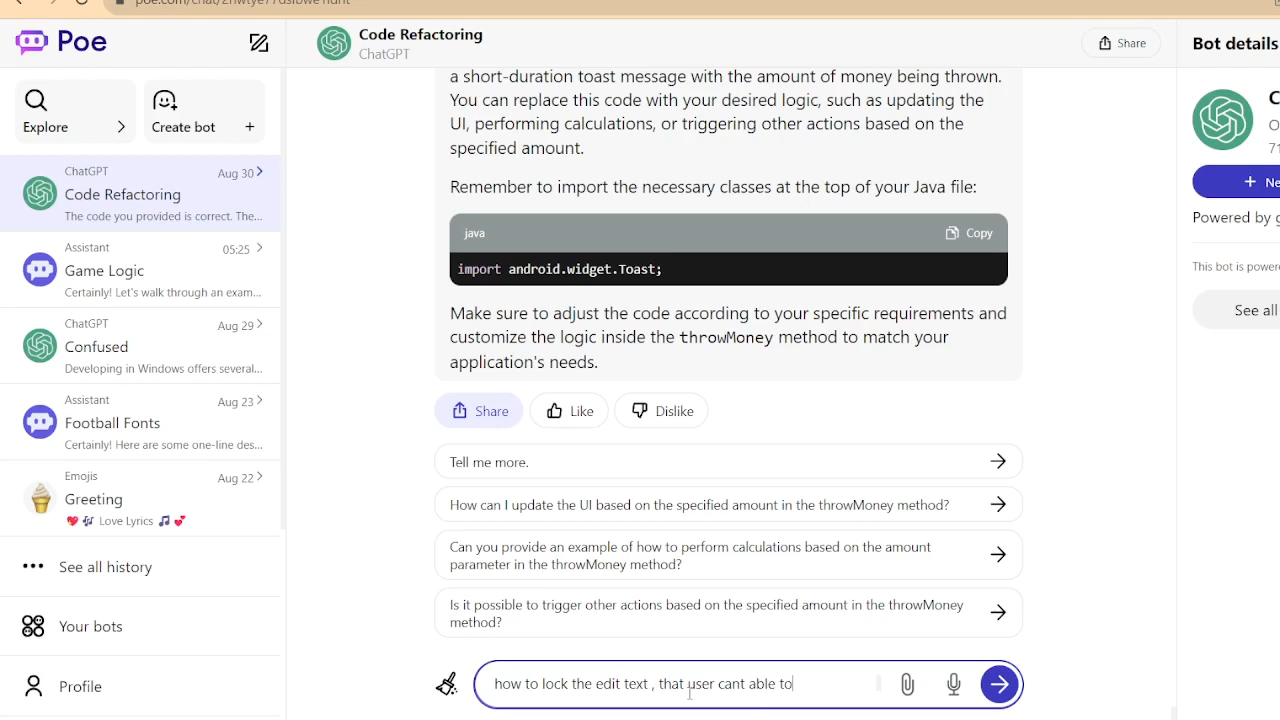 Poe
Explore
Create bot +
ChatGPT
Aug 30
Code Refactoring
The code you provided is correct. The...
Assistant
05:25
Game Logic
Certainly! Let's walk through an exam...
ChatGPT
Aug 29
Confused
Developing in Windows offers several...
Assistant
Aug 23
Football Fonts
Certainly! Here are some one-line des...
Emojis
Aug 22
Greeting
❤️ 🎶 Love Lyrics 🎵 💕
See all history
Your bots
Profile
Code Refactoring
ChatGPT
Share
a short-duration toast message with the amount of money being thrown.
You can replace this code with your desired logic, such as updating the
UI, performing calculations, or triggering other actions based on the
specified amount.
Remember to import the necessary classes at the top of your Java file:
java
Copy
import android.widget.Toast;
Make sure to adjust the code according to your specific requirements and
customize the logic inside the throwMoney method to match your
application's needs.
Share
Like
Dislike
Tell me more.
How can I update the UI based on the specified amount in the throwMoney method?
Can you provide an example of how to perform calculations based on the amount
parameter in the throwMoney method?
Is it possible to trigger other actions based on the specified amount in the throwMoney
method?
how to lock the edit text , that user cant able to
Bot details
+ Ne
Powered by g
This bot is power
See all